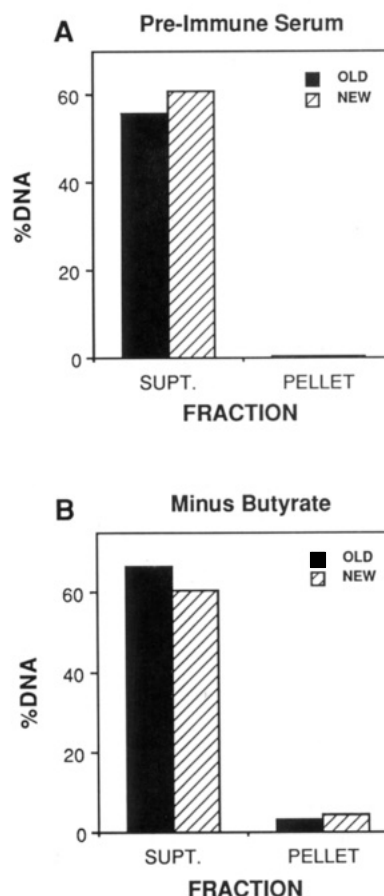 A Pre-Immune Serum
OLD
NEW
60
40
20
0
%DNA
SUPT. PELLET
FRACTION
B Minus Butyrate
OLD
NEW
60
40
20
0
%DNA
SUPT. PELLET
FRACTION